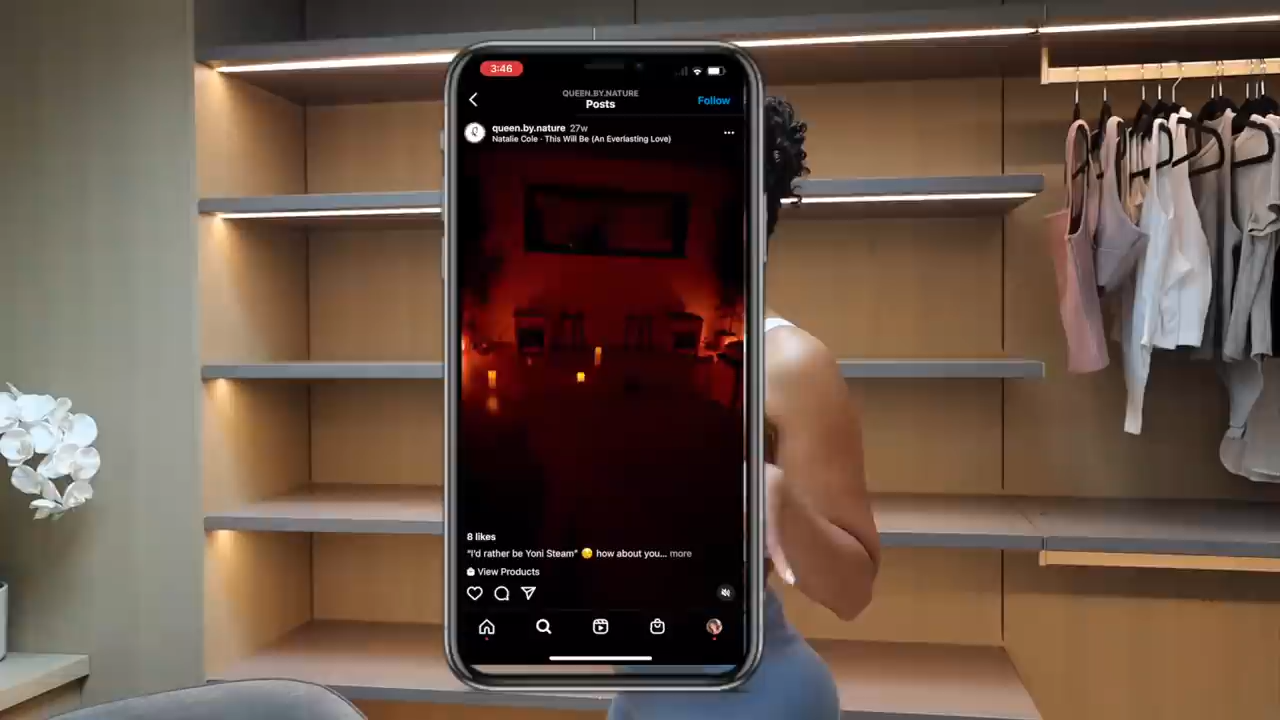 3:46
QUEEN.BY.NATURE
Posts
Follow
queen.by.nature 27w
Natalie Cole · This Will Be (An Everlasting Love)
8 likes
"I'd rather be Yoni Steam" 😏 how about you... more
View Products